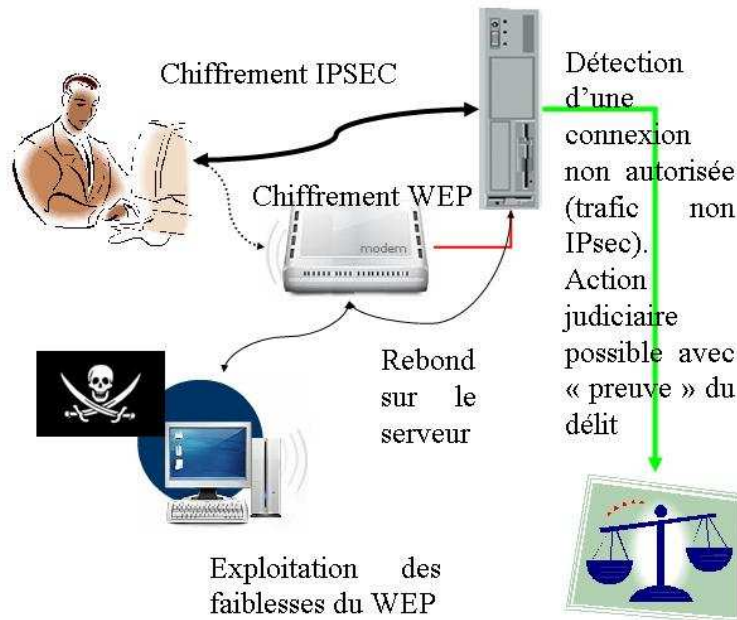 Chiffrement IPSEC
Chiffrement WEP
modem
Rebond
sur le
serveur
Exploitation des
faiblesses du WEP
Détection
d’une
connexion
non autorisée
(trafic non
IPsec).
Action
judiciaire
possible avec
« preuve » du
délit